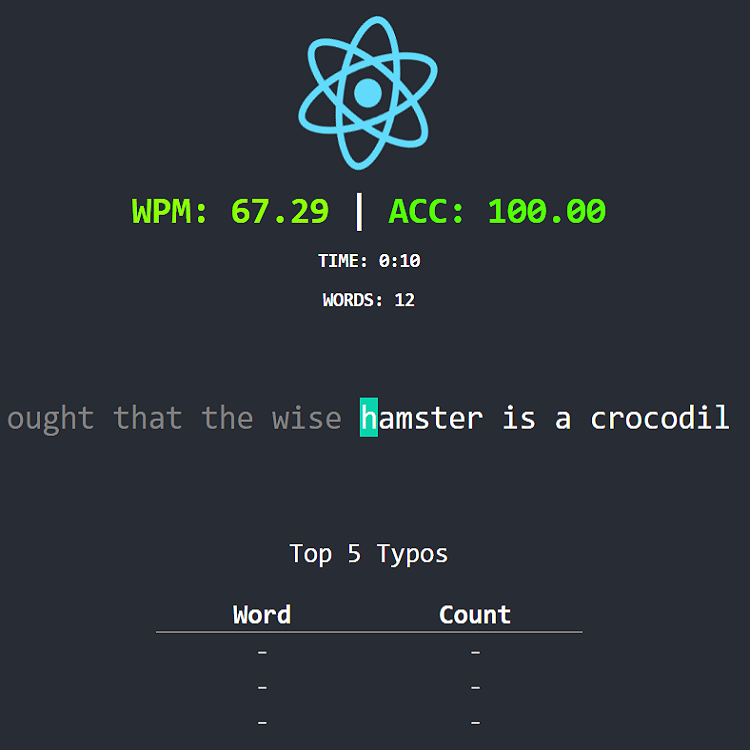 WPM: 67.29 | ACC: 100.00
TIME: 0:10
WORDS: 12
ought that the wise hamster is a crocodil
Top 5 Typos
Word Count
- -
- -
- -